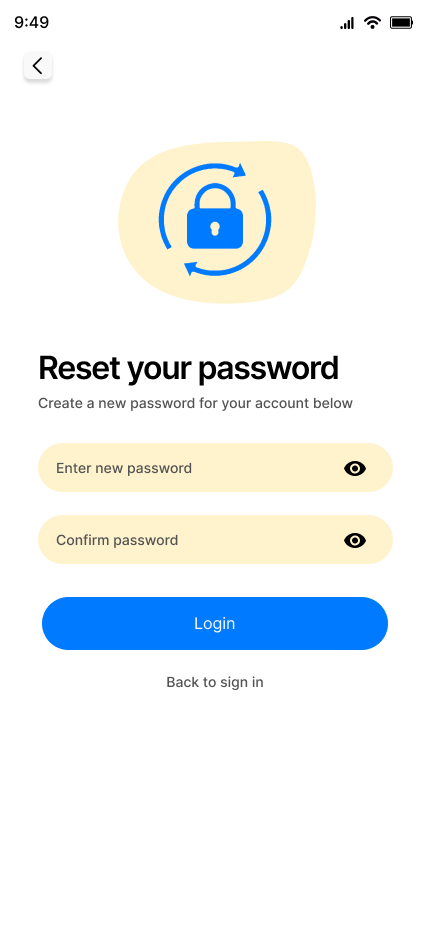 9:49
Reset your password
Create a new password for your account below
Enter new password
Confirm password
Login
Back to sign in